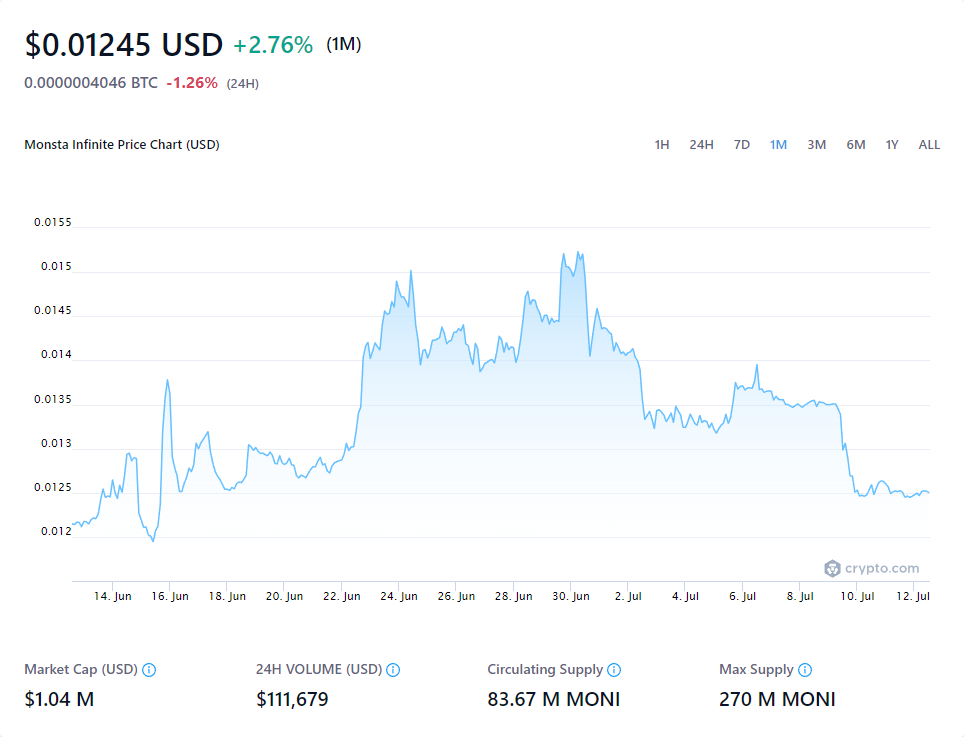 $0.01245 USD +2.76% (1M)
0.0000004046 BTC -1.26% (24H)
Monsta Infinite Price Chart (USD) 1H 24H 7D 1M 3M 6M 1Y ALL
0.0155
0.015
0.0145
0.014
0.0135
0.013
0.0125
0.012
crypto.com
14. Jun 16. Jun 18. Jun 20. Jun 22. Jun 24. Jun 26. Jun 28. Jun 30. Jun 2. Jul 4. Jul 6. Jul 8. Jul 10. Jul 12. Jul
Market Cap (USD) 24H VOLUME (USD) Circulating Supply Max Supply
$1.04 M $111,679 83.67 M MONI 270 M MONI